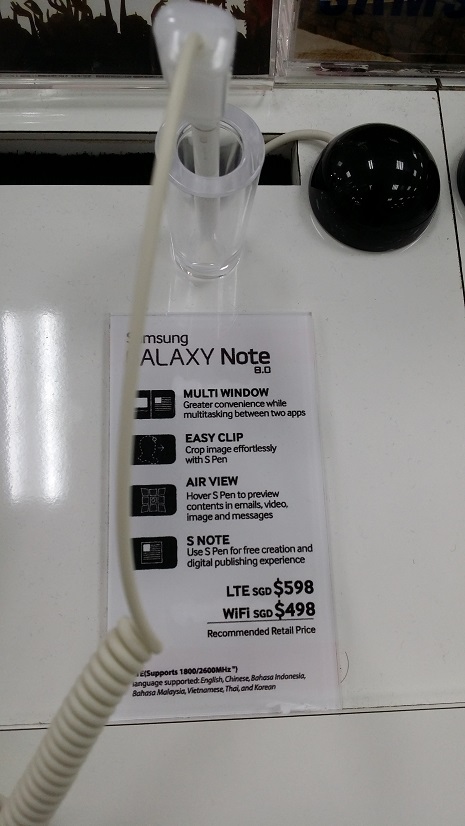 Samsung
GALAXY Note
8.0
MULTI WINDOW
Greater convenience while
multitasking between two apps
EASY CLIP
Crop image effortlessly
with S Pen
AIR VIEW
Hover S Pen to preview
contents in emails, video,
image and messages
S NOTE
Use S Pen for free creation and
digital publishing experience
LTE SGD $598
WiFi SGD $498
Recommended Retail Price
LTE(Supports 1800/2600MHz*)
Language supported: English, Chinese, Bahasa Indonesia,
Bahasa Malaysia, Vietnamese, Thai, and Korean